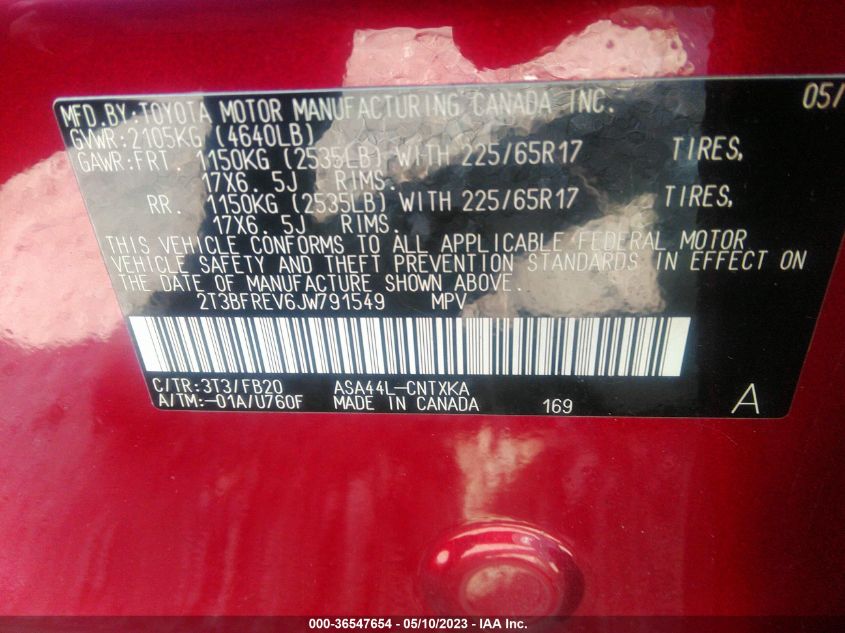 MFD.BY:TOYOTA MOTOR MANUFACTURING CANADA INC. 05/
GVWR:2105KG (4640LB)
GAWR:FRT. 1150KG (2535LB) WITH 225/65R17 TIRES,
17X6.5J RIMS.
RR. 1150KG (2535LB) WITH 225/65R17 TIRES,
17X6.5J RIMS.
THIS VEHICLE CONFORMS TO ALL APPLICABLE FEDERAL MOTOR
VEHICLE SAFETY AND THEFT PREVENTION STANDARDS IN EFFECT ON
THE DATE OF MANUFACTURE SHOWN ABOVE.
2T3BFREV6JW791549 MPV
C/TR:3T3/FB20 ASA44L-CNTXKA
A/TM:-01A/U760F MADE IN CANADA 169 A
000-36547654 - 05/10/2023 - IAA Inc.